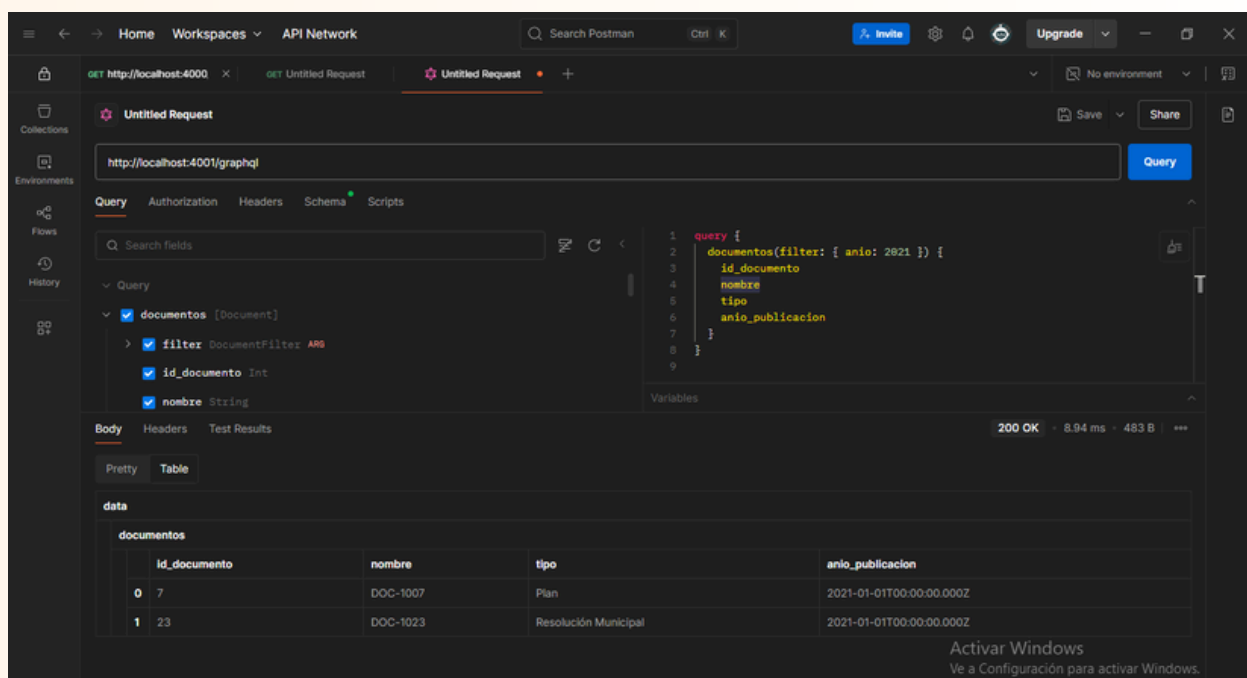 Home Workspaces API Network Search Postman Ctrl K Invite Upgrade
GET http://localhost:4000 GET Untitled Request Untitled Request No environment
Collections
Environments
Flows
History
Untitled Request Save Share
http://localhost:4001/graphql Query
Query Authorization Headers Schema Scripts
Search fields
Query
documentos [Document]
filter DocumentFilter ARG
id_documento Int
nombre String
1 query {
2 documentos(filter: { anio: 2021 }) {
3 id_documento
4 nombre
5 tipo
6 anio_publicacion
7 }
8 }
9
T
Variables
Body Headers Test Results 200 OK 8.94 ms 483 B
Pretty Table
data
documentos
id_documento nombre tipo anio_publicacion
0 7 DOC-1007 Plan 2021-01-01T00:00:00.000Z
1 23 DOC-1023 Resolución Municipal 2021-01-01T00:00:00.000Z
Activar Windows
Ve a Configuración para activar Windows.